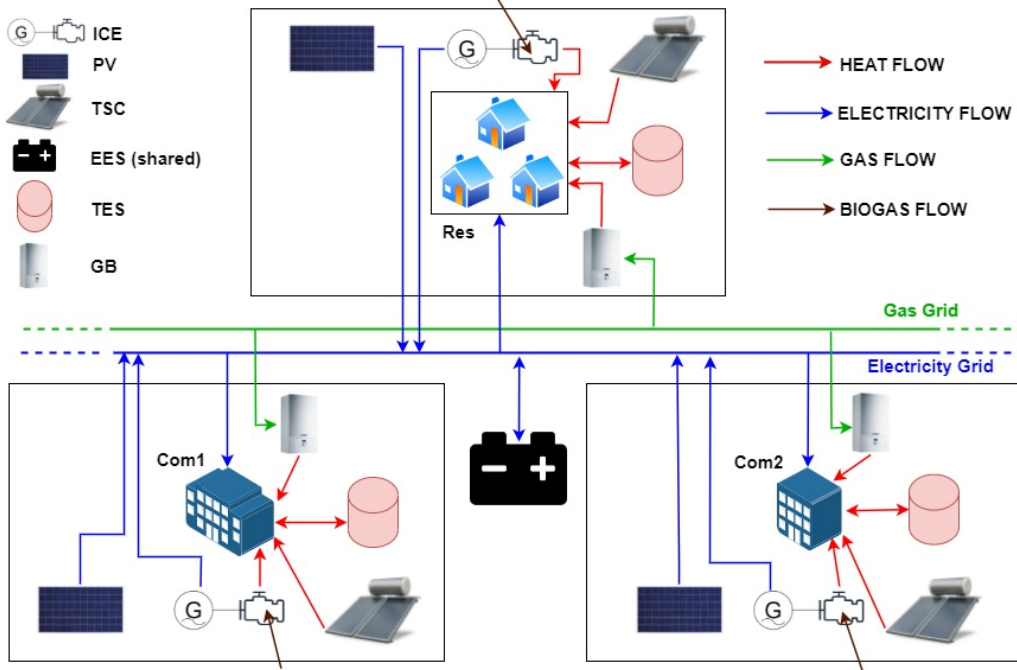 G
ICE
PV
TSC
EES (shared)
TES
GB
G
Res
HEAT FLOW
ELECTRICITY FLOW
GAS FLOW
BIOGAS FLOW
Gas Grid
Electricity Grid
Com1
G
Com2
G